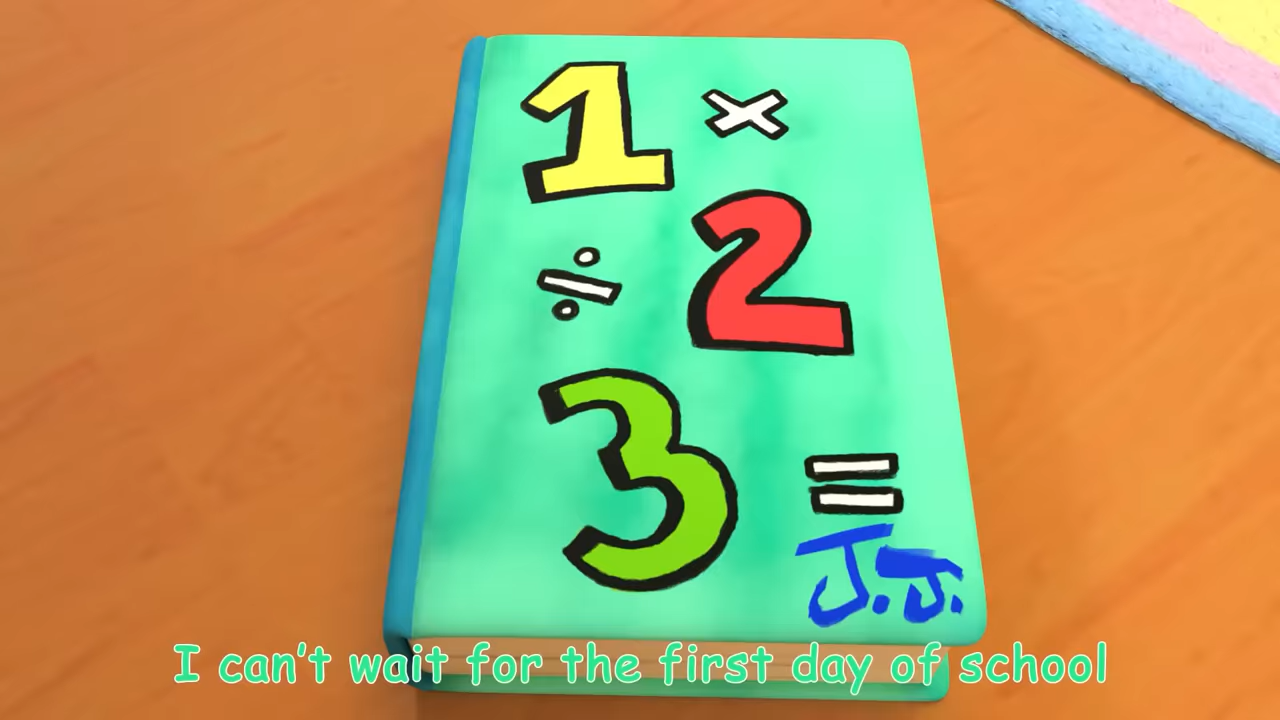 1 ×
÷ 2
3 =
J.J.
I can't wait for the first day of school